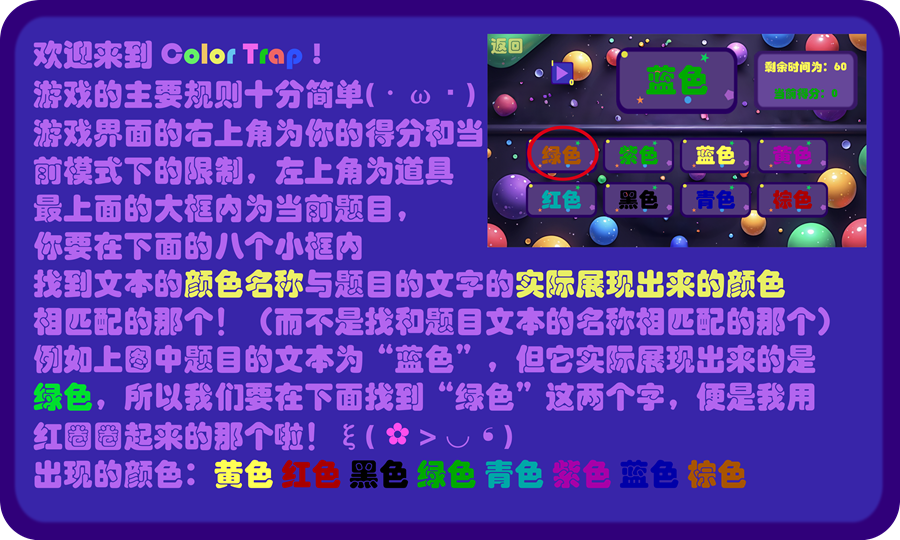 欢迎来到 Color Trap！
游戏的主要规则十分简单(・ω・)
游戏界面的右上角为你的得分和当
前模式下的限制，左上角为道具
最上面的大框内为当前题目，
你要在下面的八个小框内
找到文本的颜色名称与题目的文字的实际展现出来的颜色
相匹配的那个！（而不是找和题目文本的名称相匹配的那个）
例如上图中题目的文本为“蓝色”，但它实际展现出来的是
绿色，所以我们要在下面找到“绿色”这两个字，便是我用
红圈圈起来的那个啦！ξ(✿＞◡❛)
出现的颜色：黄色 红色 黑色 绿色 青色 紫色 蓝色 棕色
返回
蓝色
剩余时间为：60
当前得分：0
绿色 紫色 蓝色 黄色
红色 黑色 青色 棕色